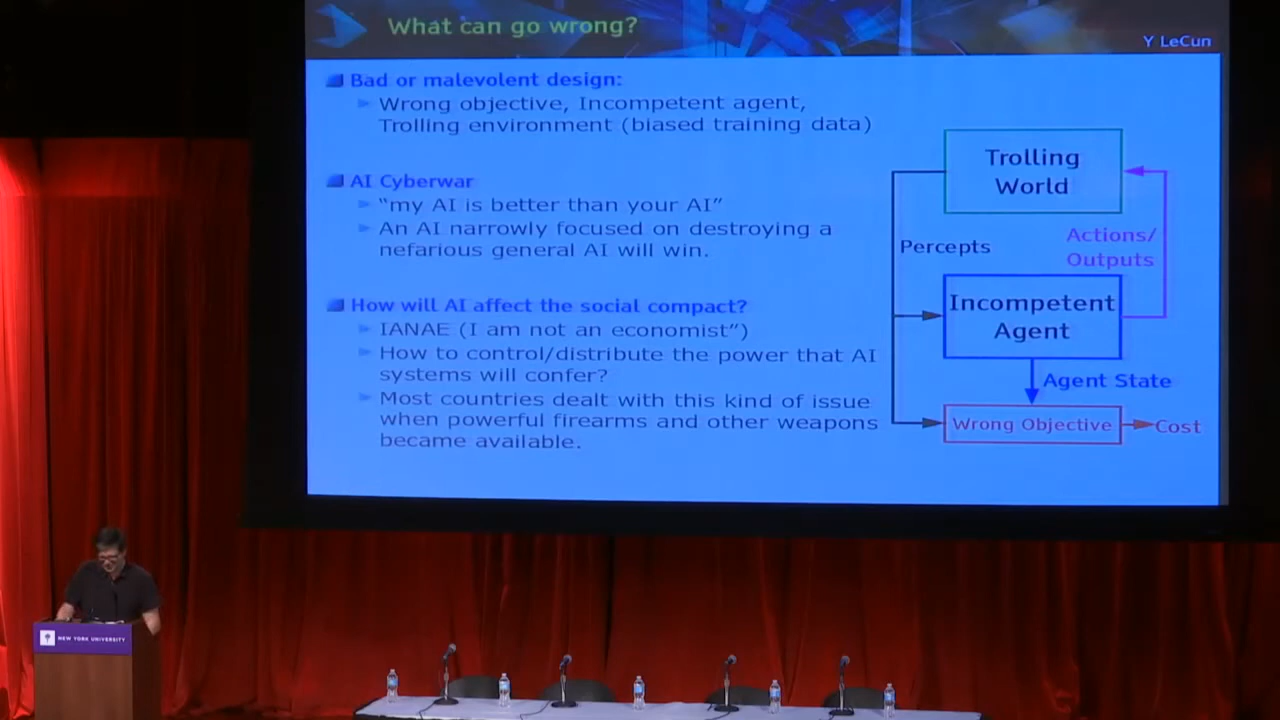 What can go wrong?
Y LeCun
Bad or malevolent design:
Wrong objective, Incompetent agent,
Trolling environment (biased training data)
AI Cyberwar
“my AI is better than your AI”
An AI narrowly focused on destroying a
nefarious general AI will win.
How will AI affect the social compact?
IANAE (I am not an economist”)
How to control/distribute the power that AI
systems will confer?
Most countries dealt with this kind of issue
when powerful firearms and other weapons
became available.
Trolling
World
Percepts
Actions/
Outputs
Incompetent
Agent
Agent State
Wrong Objective
Cost
NEW YORK UNIVERSITY